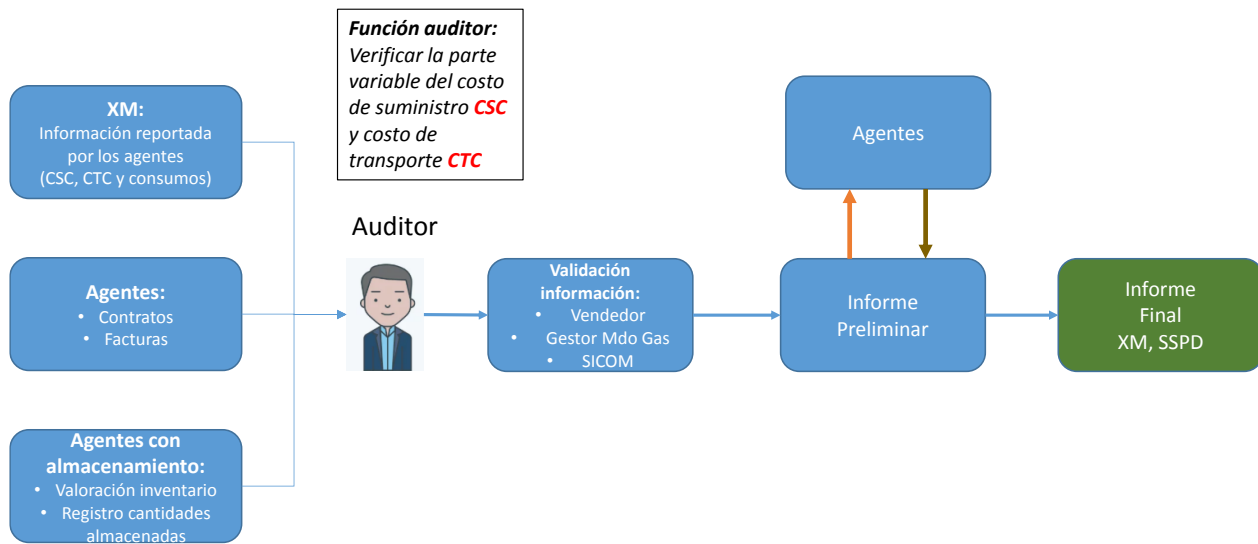 Función auditor:
Verificar la parte
variable del costo
de suministro CSC
y costo de
transporte CTC
XM:
Información reportada
por los agentes
(CSC, CTC y consumos)
Agentes:
• Contratos
• Facturas
Agentes con
almacenamiento:
• Valoración inventario
• Registro cantidades
almacenadas
Auditor
Validación
información:
• Vendedor
• Gestor Mdo Gas
• SICOM
Agentes
Informe
Preliminar
Informe
Final
XM, SSPD